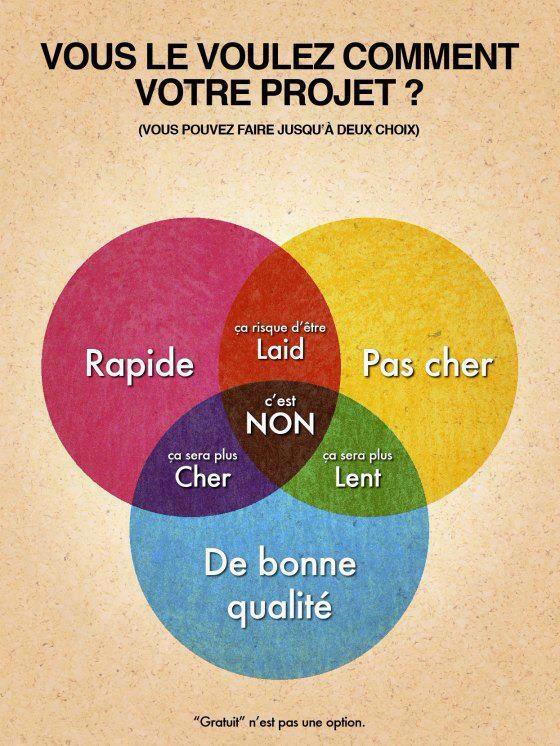 VOUS LE VOULEZ COMMENT
VOTRE PROJET ?
(VOUS POUVEZ FAIRE JUSQU'À DEUX CHOIX)
ça risque d'être
Laid
Rapide
Pas cher
c'est
NON
ça sera plus
Cher
ça sera plus
Lent
De bonne
qualité
"Gratuit" n'est pas une option.